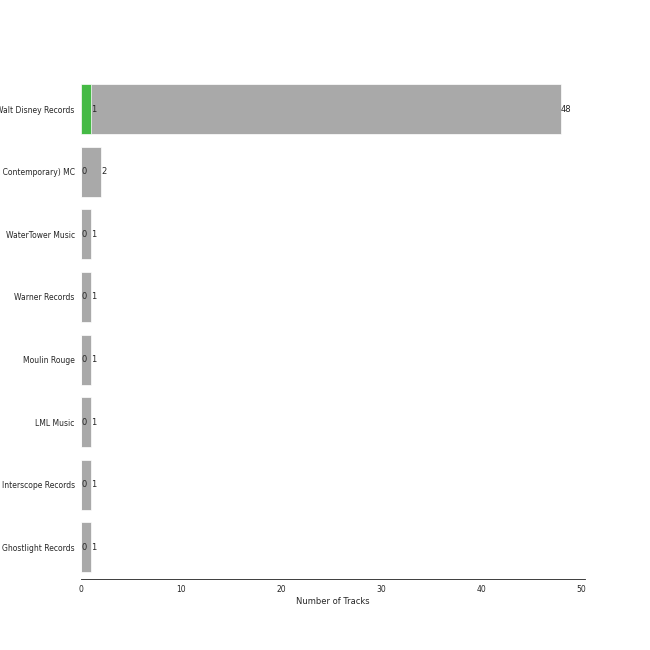 Walt Disney Records 1 48
Contemporary) MC 0 2
WaterTower Music 0 1
Warner Records 0 1
Moulin Rouge 0 1
LML Music 0 1
Interscope Records 0 1
Ghostlight Records 0 1
0 10 20 30 40 50
Number of Tracks